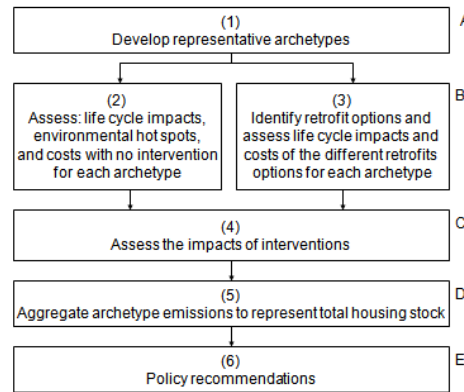 (1)
Develop representative archetypes
A
(2)
Assess: life cycle impacts,
environmental hot spots,
and costs with no intervention
for each archetype
(3)
Identify retrofit options and
assess life cycle impacts and
costs of the different retrofits
options for each archetype
B
(4)
Assess the impacts of interventions
C
(5)
Aggregate archetype emissions to represent total housing stock
D
(6)
Policy recommendations
E